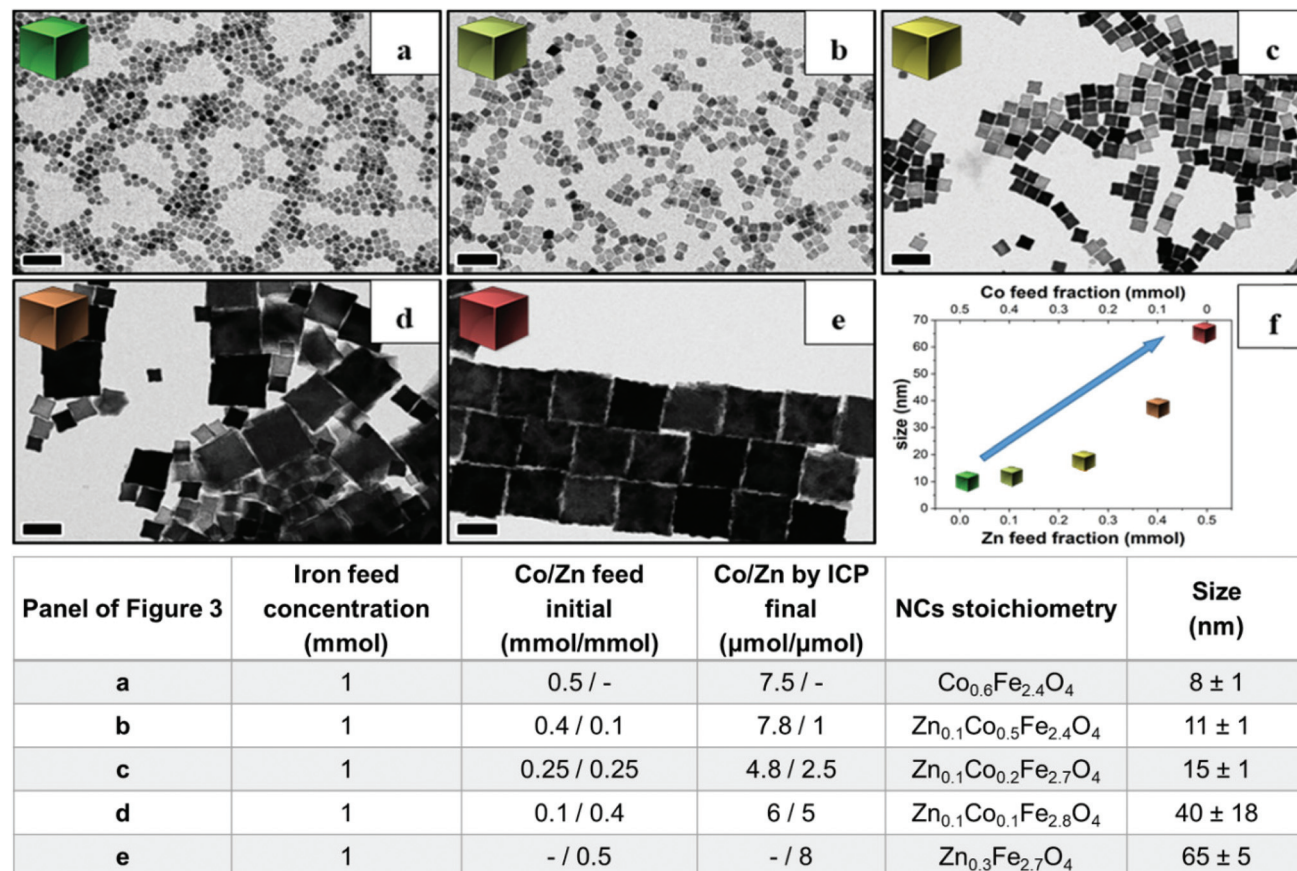 a
b
c
d
e
f
Co feed fraction (mmol)
0.5 0.4 0.3 0.2 0.1 0
70
60
50
40
30
20
10
0
size (nm)
0.0 0.1 0.2 0.3 0.4 0.5
Zn feed fraction (mmol)
Panel of Figure 3
Iron feed
concentration
(mmol)
Co/Zn feed
initial
(mmol/mmol)
Co/Zn by ICP
final
(µmol/µmol)
NCs stoichiometry
Size
(nm)
a 1 0.5 / - 7.5 / - Co₀.₆Fe₂.₄O₄ 8 ± 1
b 1 0.4 / 0.1 7.8 / 1 Zn₀.₁Co₀.₅Fe₂.₄O₄ 11 ± 1
c 1 0.25 / 0.25 4.8 / 2.5 Zn₀.₁Co₀.₂Fe₂.₇O₄ 15 ± 1
d 1 0.1 / 0.4 6 / 5 Zn₀.₁Co₀.₁Fe₂.₈O₄ 40 ± 18
e 1 - / 0.5 - / 8 Zn₀.₃Fe₂.₇O₄ 65 ± 5